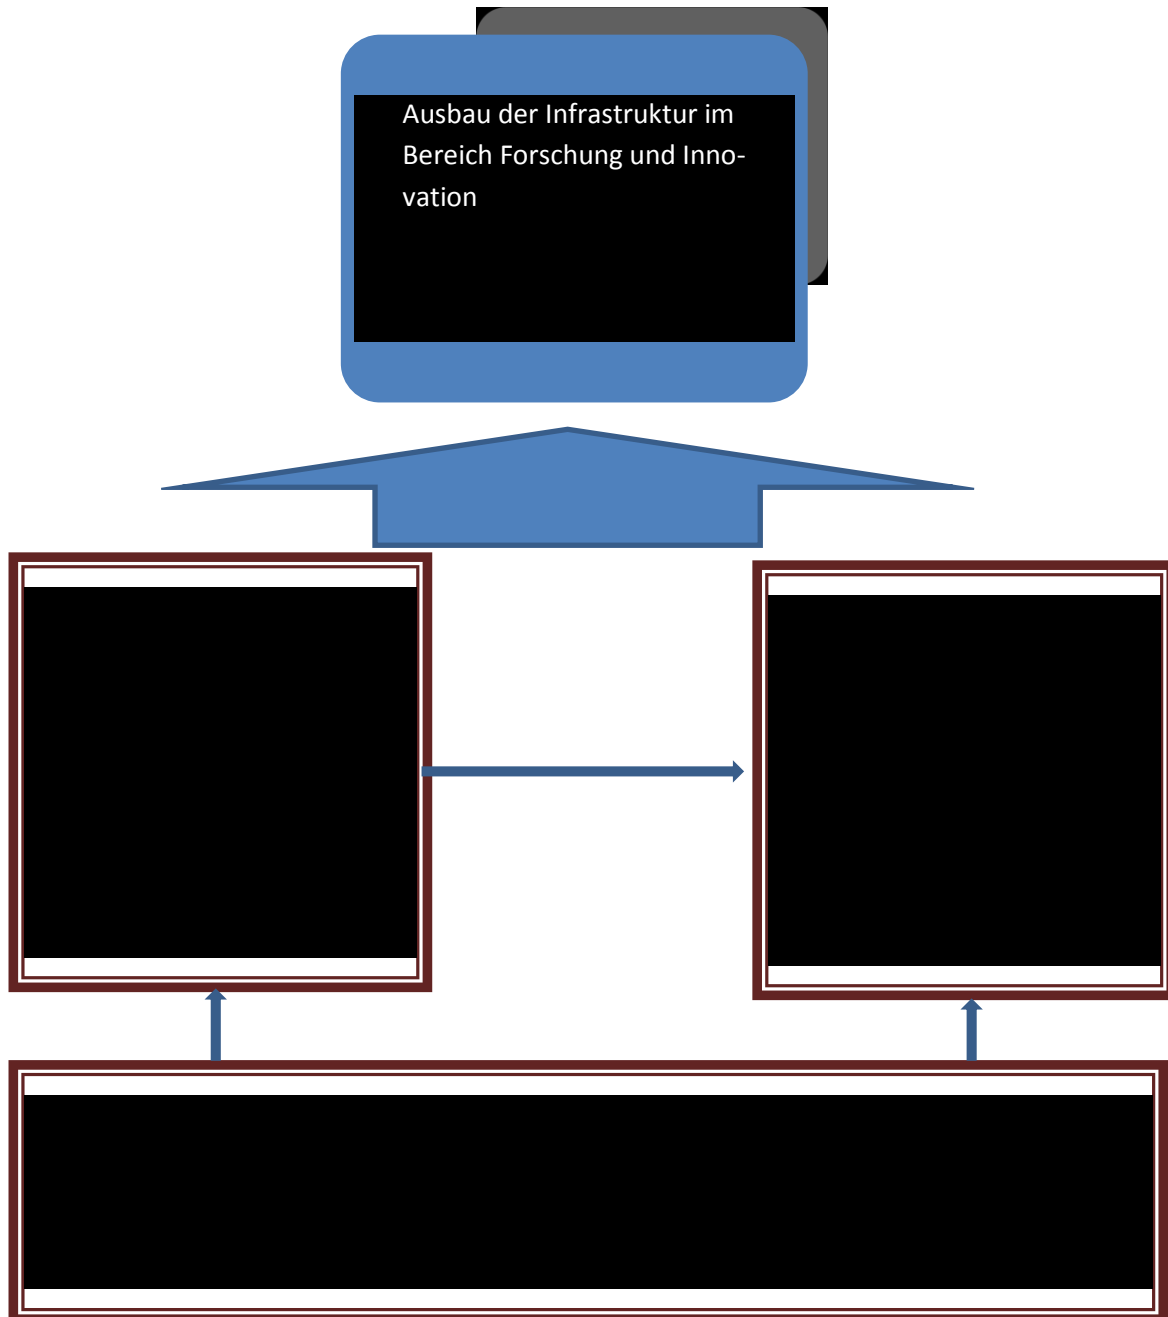 Ausbau der Infrastruktur im
Bereich Forschung und Inno-
vation